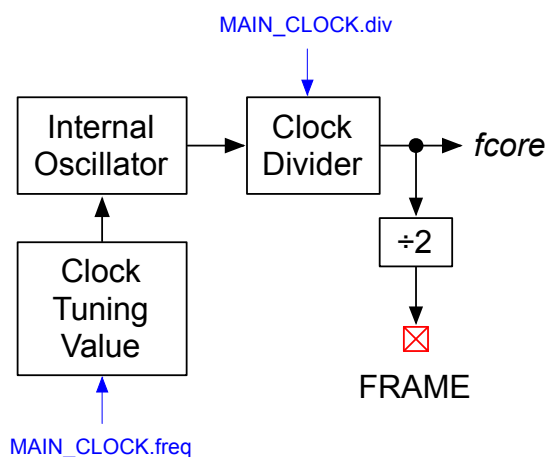 MAIN_CLOCK.div
Internal
Oscillator
Clock
Divider
fcore
÷2
Clock
Tuning
Value
FRAME
MAIN_CLOCK.freq